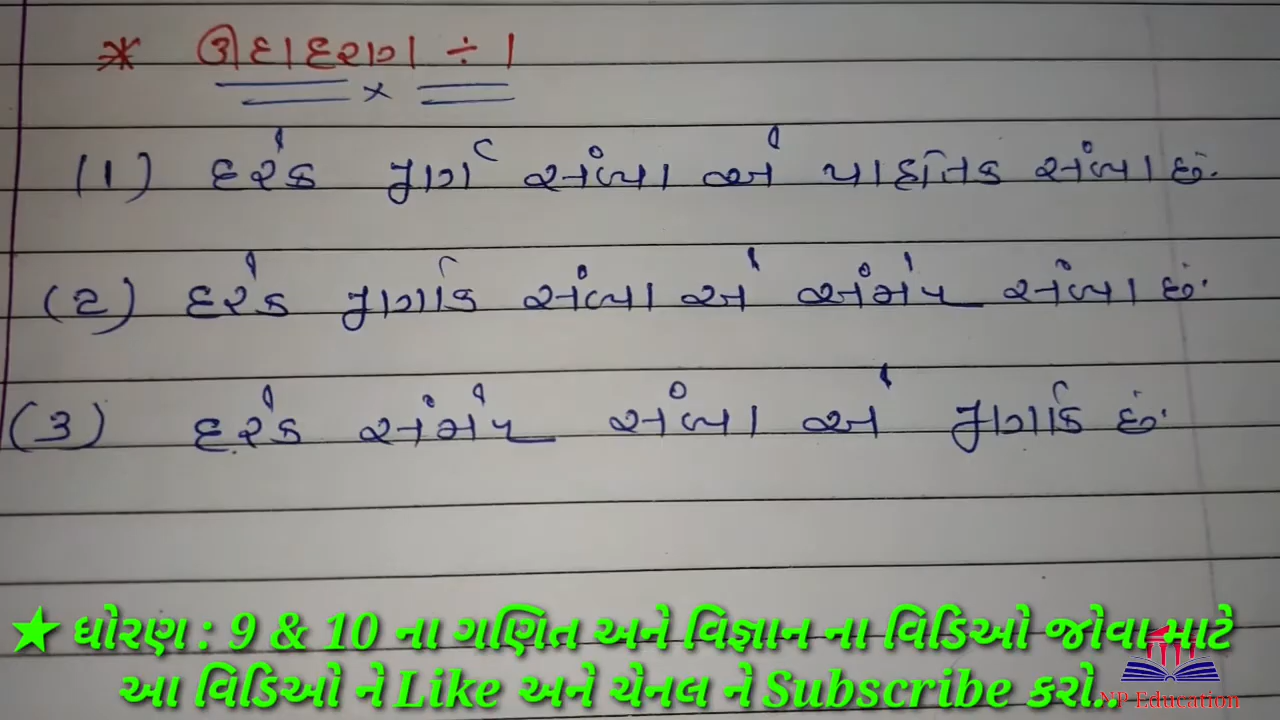 * ઊદાહરણ ÷ 1
(1) દરેક પૂર્ણ સંખ્યા એ પ્રાકૃતિક સંખ્યા છે.
(2) દરેક પૂર્ણાંક સંખ્યા એ સંમેય સંખ્યા છે.
(3) દરેક સંમેય સંખ્યા એ પૂર્ણાંક છે.
★ ધોરણ : 9 & 10 ના ગણિત અને વિજ્ઞાન ના વિડિઓ જોવા માટે
આ વિડિઓ ને Like અને ચેનલ ને Subscribe કરો..
NP Education